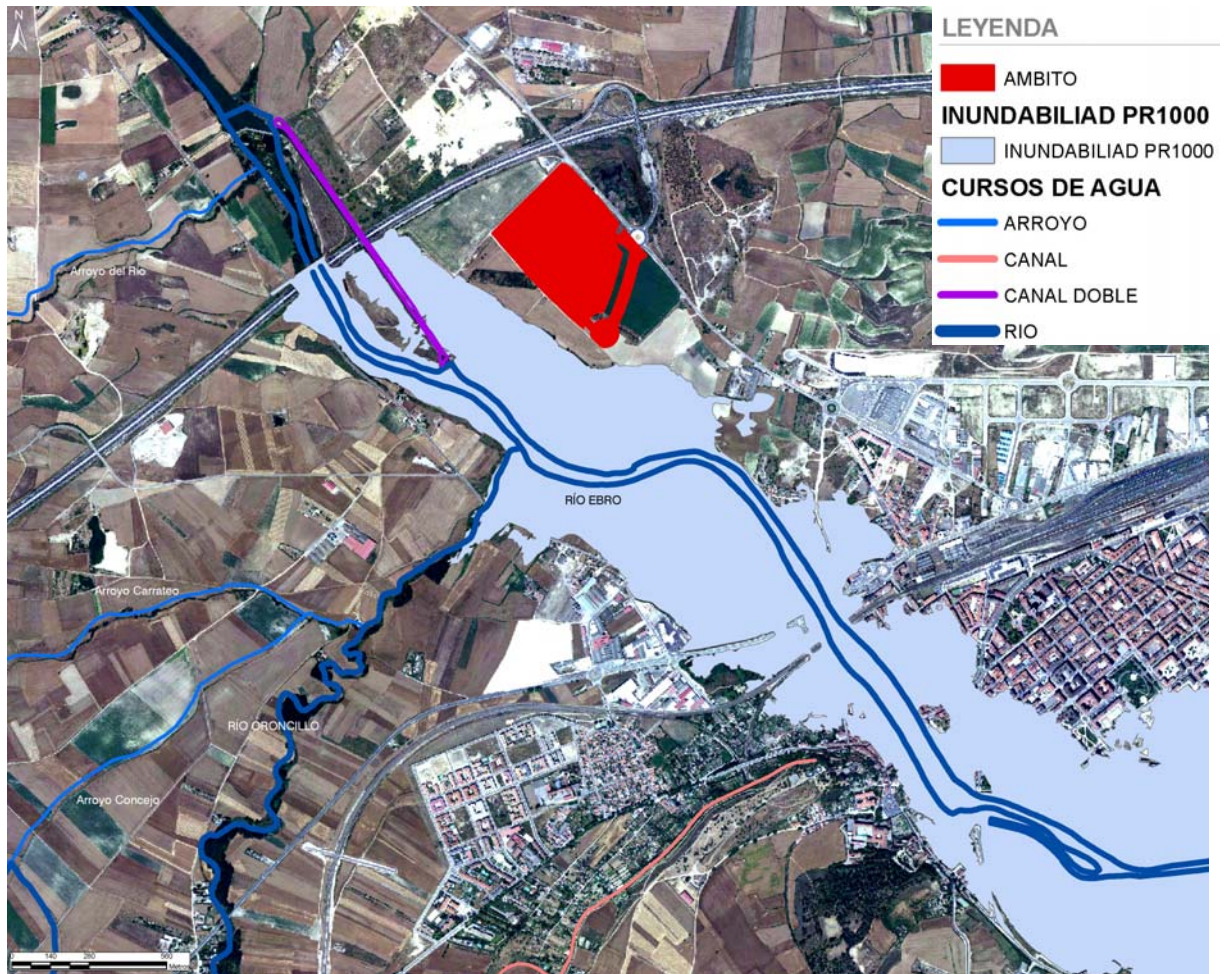 N
LEYENDA
AMBITO
INUNDABILIAD PR1000
INUNDABILIAD PR1000
CURSOS DE AGUA
ARROYO
CANAL
CANAL DOBLE
RIO
Arroyo del Rio
RÍO EBRO
Arroyo Carrateo
RÍO ORONCILLO
Arroyo Concejo
0 140 280 560
Metros